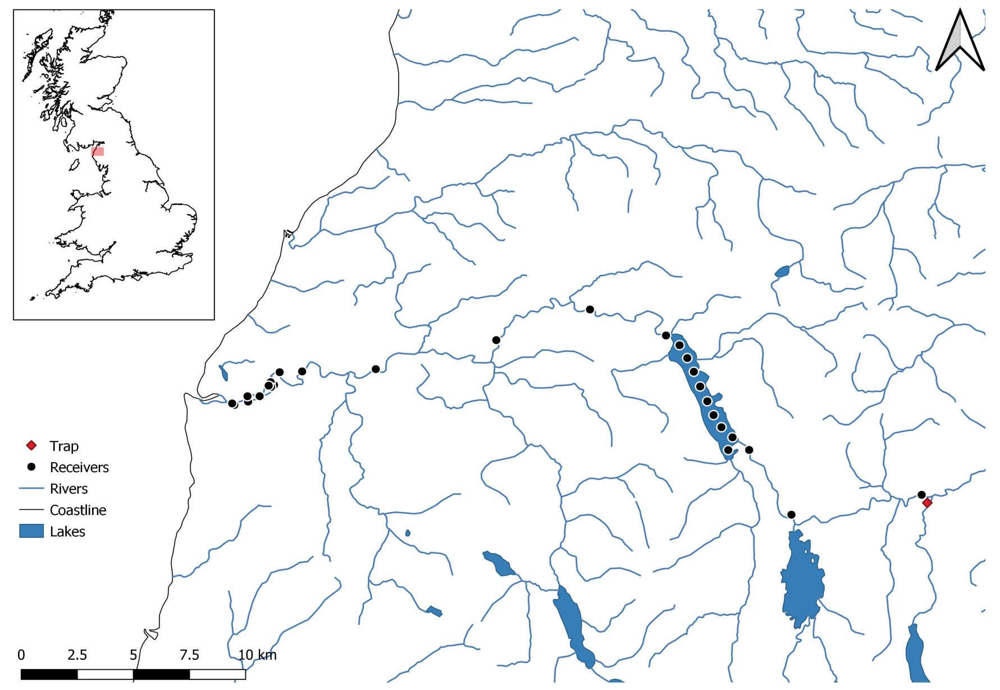 Trap
Receivers
Rivers
Coastline
Lakes
0 2.5 5 7.5 10 km